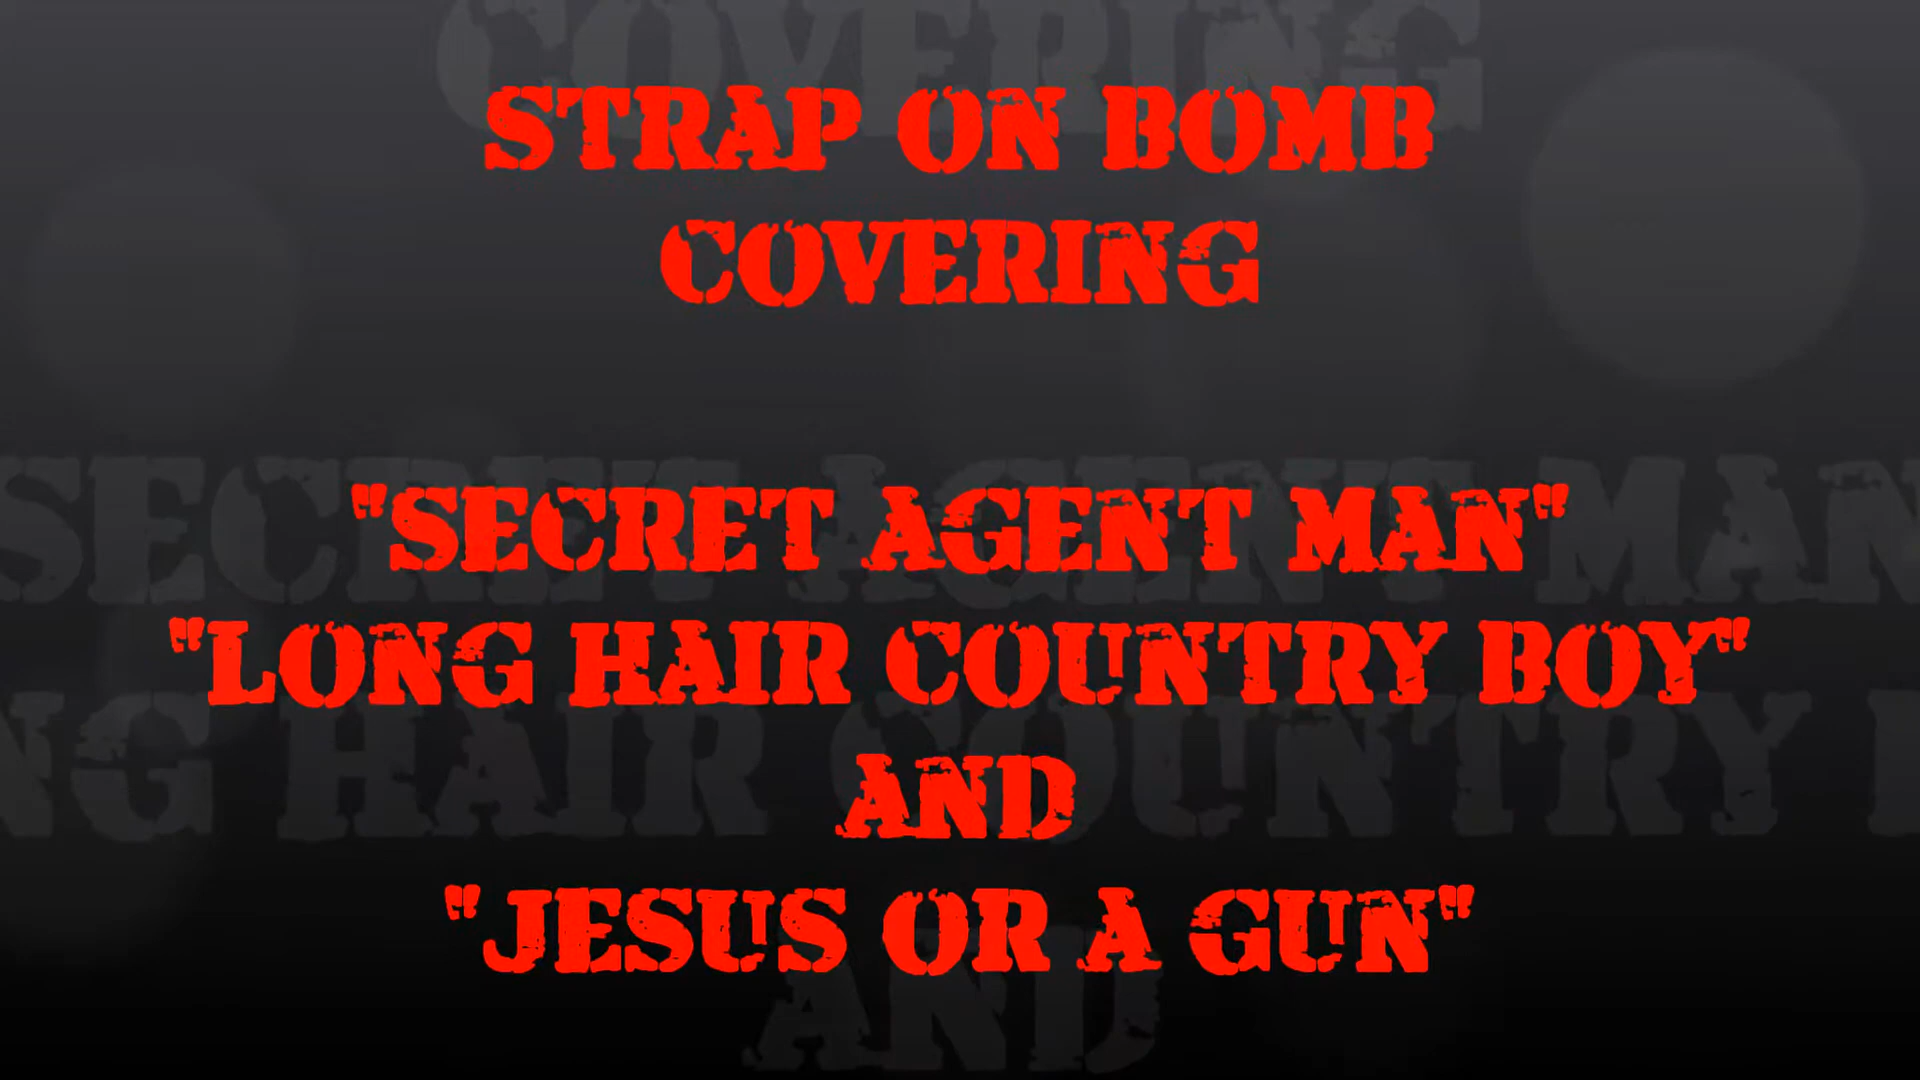 STRAP ON BOMB
COVERING
"SECRET AGENT MAN"
"LONG HAIR COUNTRY BOY"
AND
"JESUS OR A GUN"